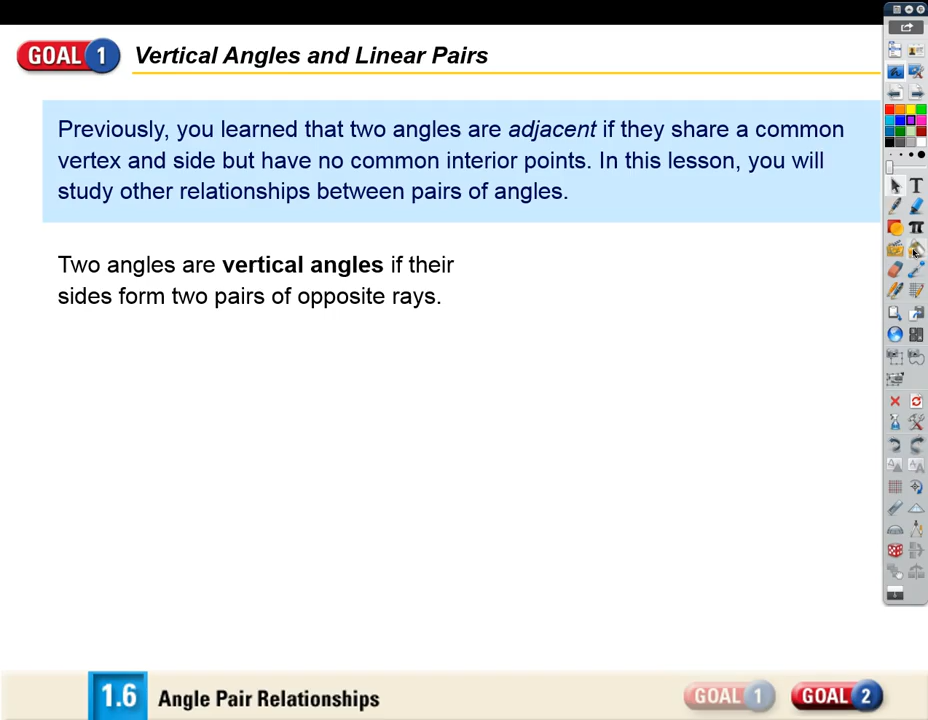 GOAL 1 Vertical Angles and Linear Pairs
Previously, you learned that two angles are adjacent if they share a common
vertex and side but have no common interior points. In this lesson, you will
study other relationships between pairs of angles.
Two angles are vertical angles if their
sides form two pairs of opposite rays.
1.6 Angle Pair Relationships GOAL 1 GOAL 2